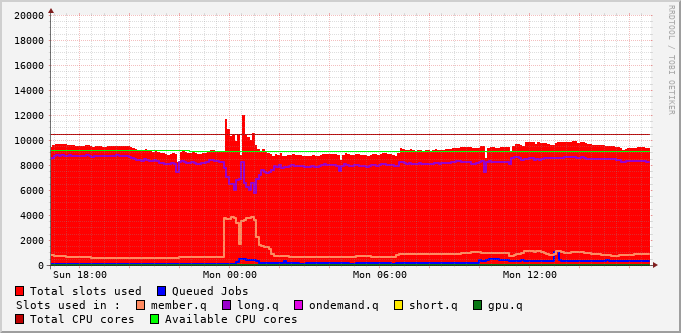 20000
18000
16000
14000
12000
10000
8000
6000
4000
2000
0
Sun 18:00 Mon 00:00 Mon 06:00 Mon 12:00
RRDTOOL / TOBI OETIKER
Total slots used Queued Jobs
Slots used in : member.q long.q ondemand.q short.q gpu.q
Total CPU cores Available CPU cores